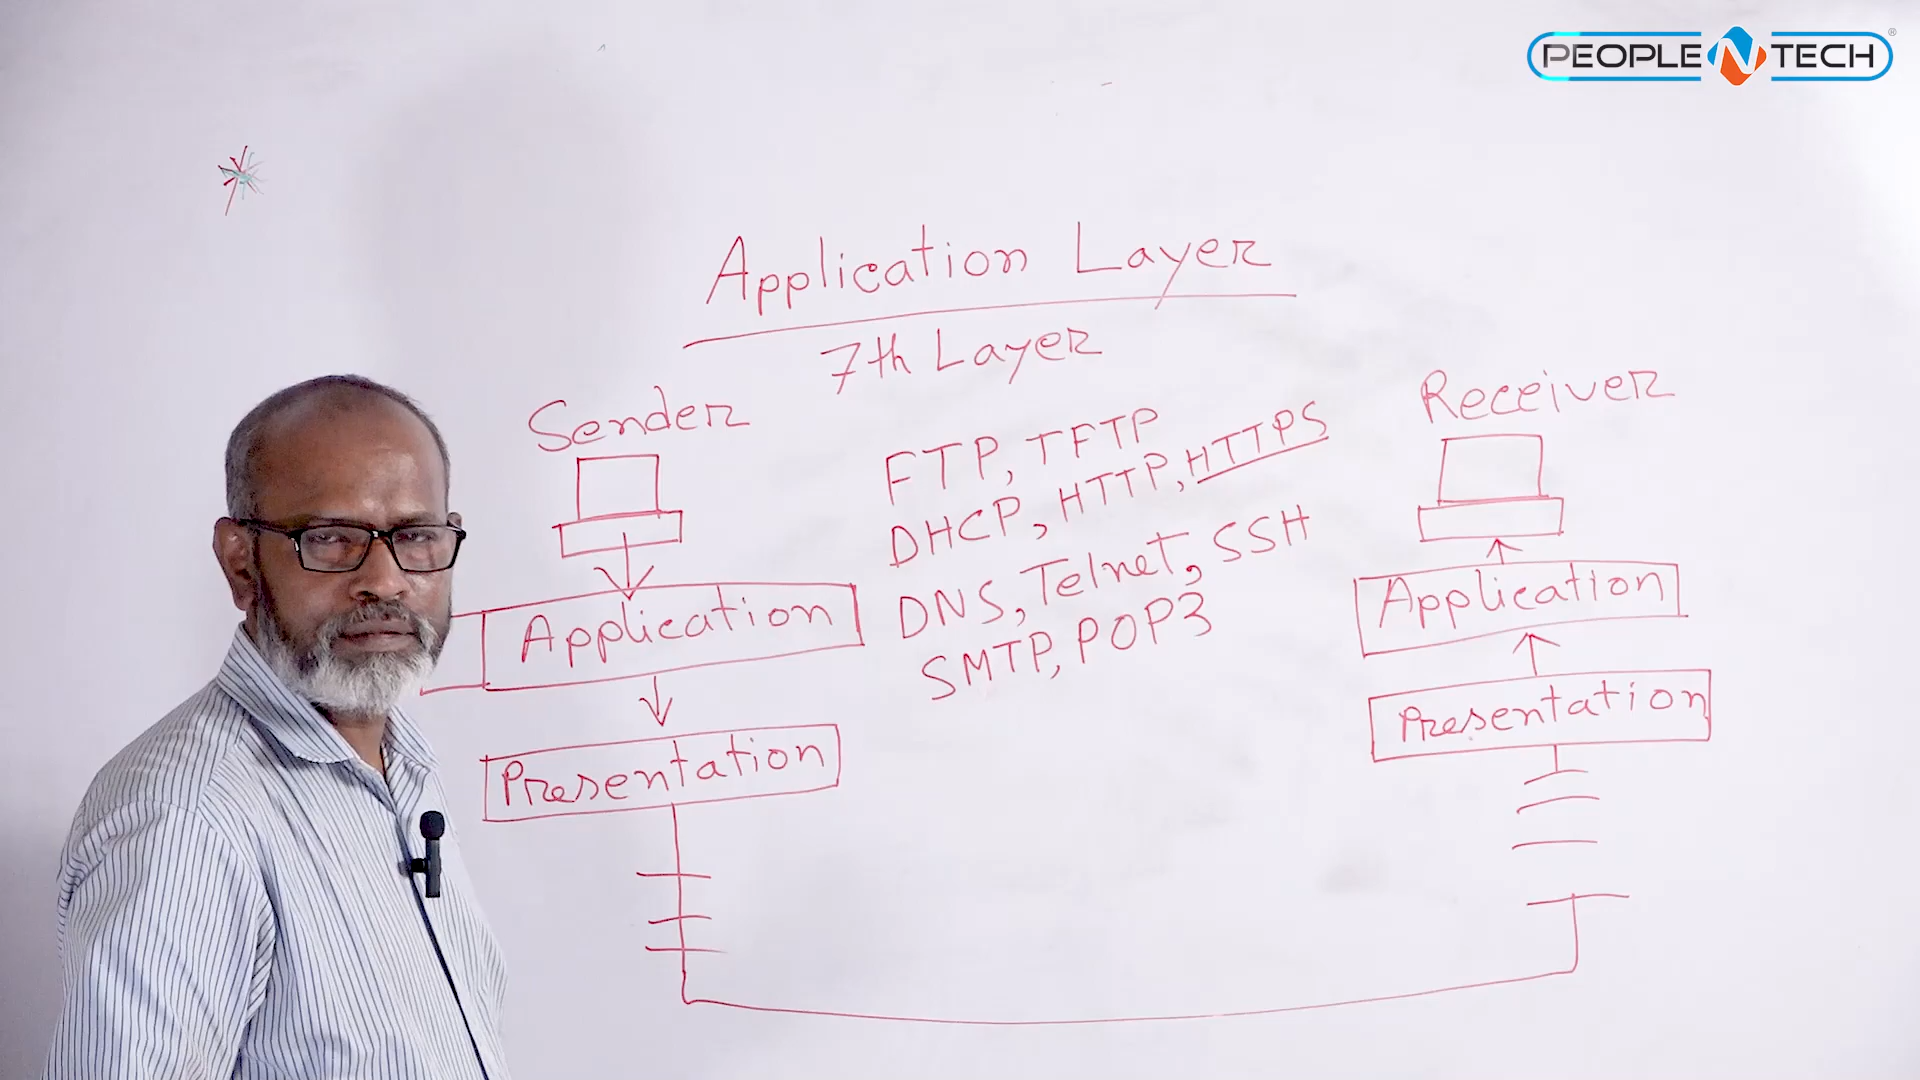 PEOPLE N TECH®
Application Layer
7th Layer
Sender
Receiver
FTP, TFTP
DHCP, HTTP, HTTPS
DNS, Telnet, SSH
SMTP, POP3
Application
Presentation
Application
Presentation